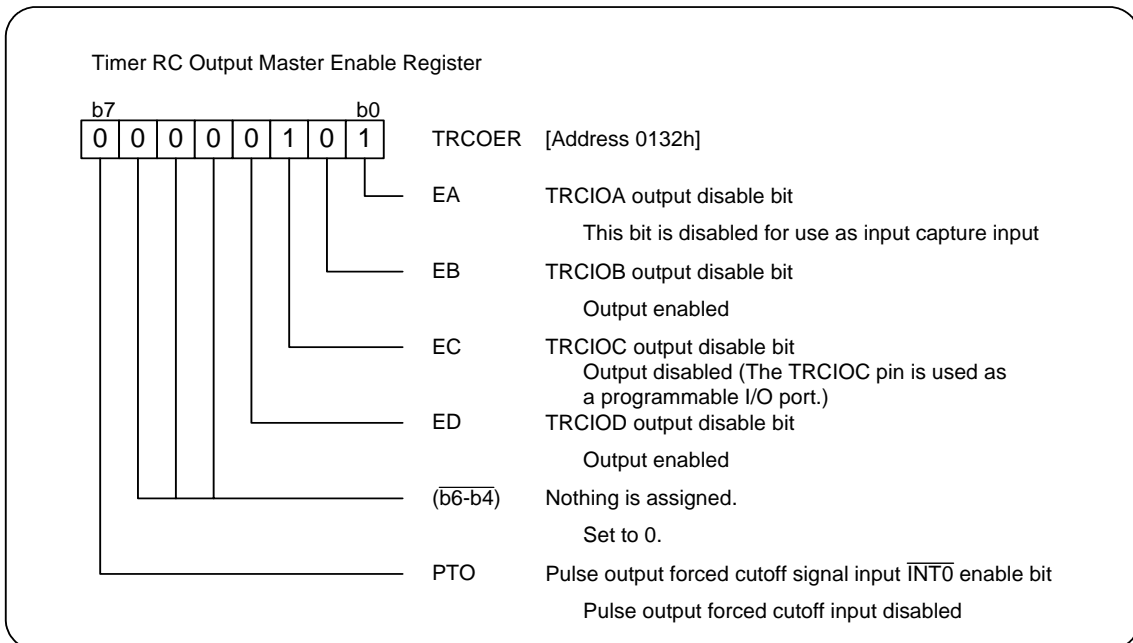 Timer RC Output Master Enable Register
b7 b0
0 0 0 0 0 1 0 1 TRCOER [Address 0132h]
EA TRCIOA output disable bit
This bit is disabled for use as input capture input
EB TRCIOB output disable bit
Output enabled
EC TRCIOC output disable bit
Output disabled (The TRCIOC pin is used as
a programmable I/O port.)
ED TRCIOD output disable bit
Output enabled
(b6-b4) Nothing is assigned.
Set to 0.
PTO Pulse output forced cutoff signal input INT0 enable bit
Pulse output forced cutoff input disabled